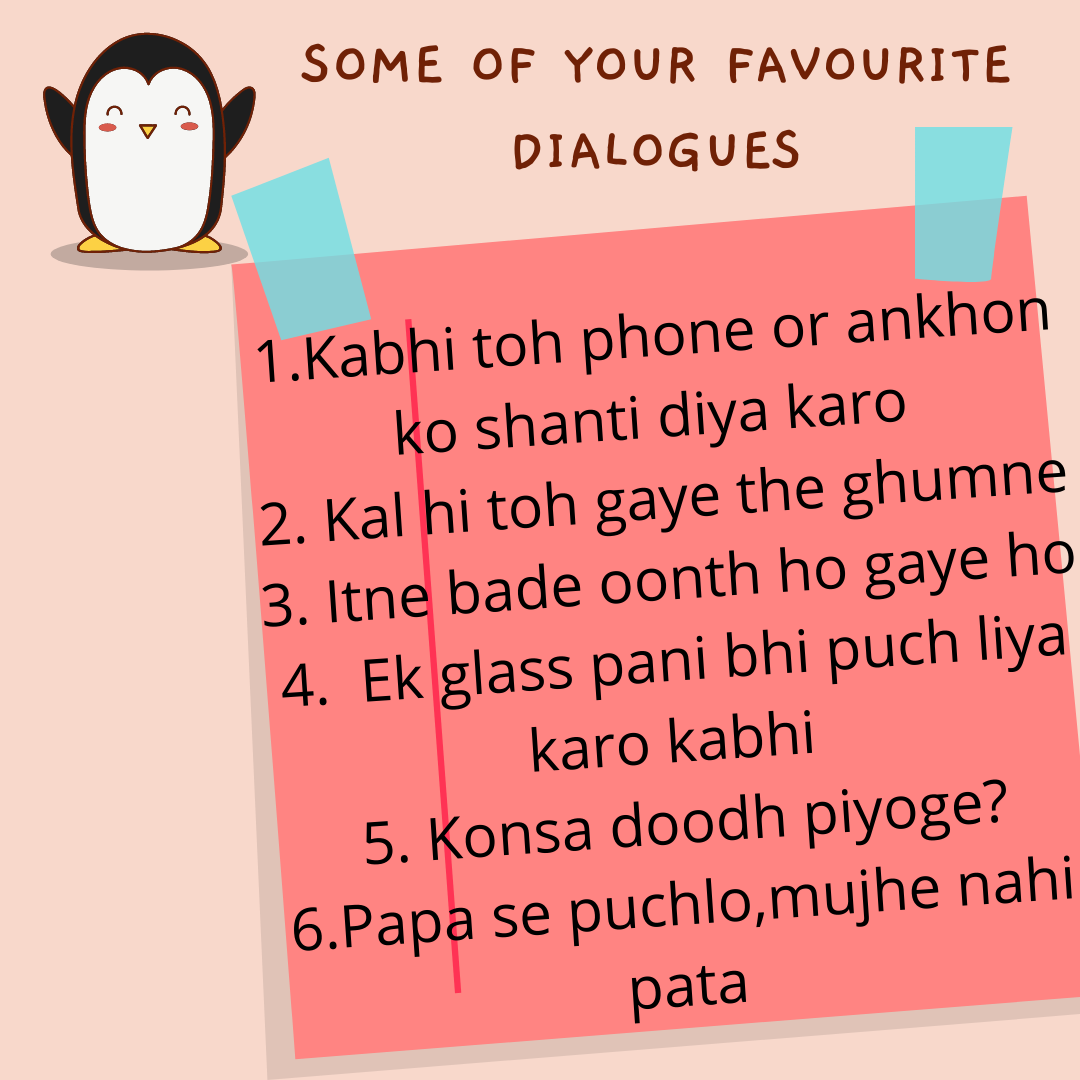 SOME OF YOUR FAVOURITE
DIALOGUES
1.Kabhi toh phone or ankhon
ko shanti diya karo
2. Kal hi toh gaye the ghumne
3. Itne bade oonth ho gaye ho
4. Ek glass pani bhi puch liya
karo kabhi
5. Konsa doodh piyoge?
6.Papa se puchlo,mujhe nahi
pata